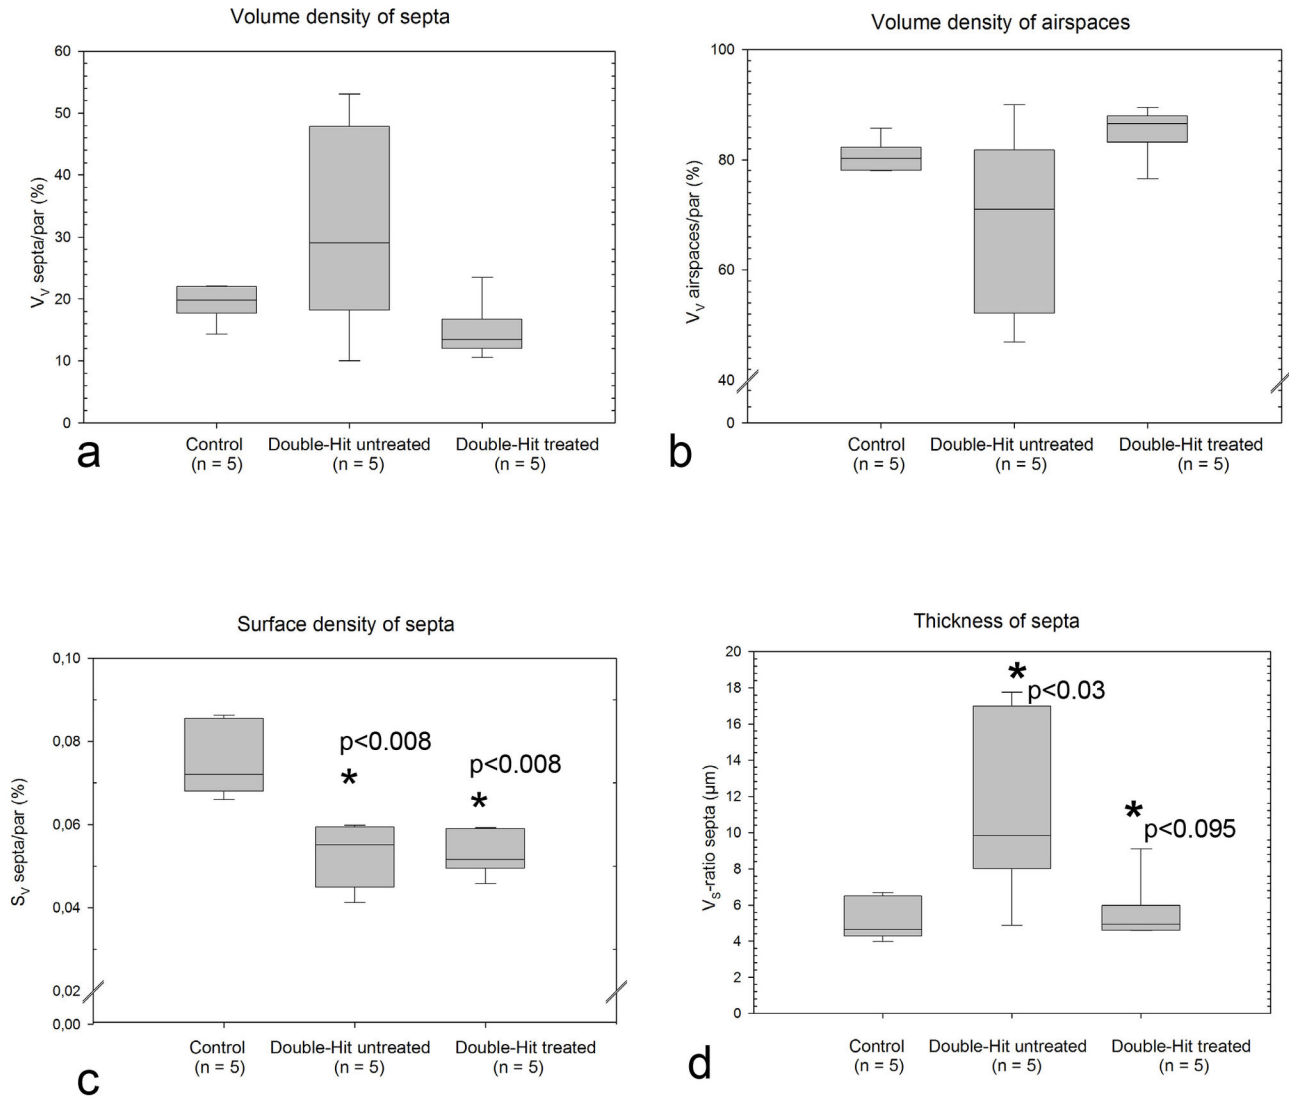 Volume density of septa
60
50
40
30
20
10
0
V_V septa/par (%)
Control
(n = 5)
Double-Hit untreated
(n = 5)
Double-Hit treated
(n = 5)
a
Volume density of airspaces
100
80
60
40
0
V_V airspaces/par (%)
Control
(n = 5)
Double-Hit untreated
(n = 5)
Double-Hit treated
(n = 5)
b
Surface density of septa
0,10
0,08
0,06
0,04
0,02
0,00
S_V septa/par (%)
p<0.008
*
p<0.008
*
Control
(n = 5)
Double-Hit untreated
(n = 5)
Double-Hit treated
(n = 5)
c
Thickness of septa
20
18
16
14
12
10
8
6
4
2
0
V_S-ratio septa (µm)
*
p<0.03
*
p<0.095
Control
(n = 5)
Double-Hit untreated
(n = 5)
Double-Hit treated
(n = 5)
d